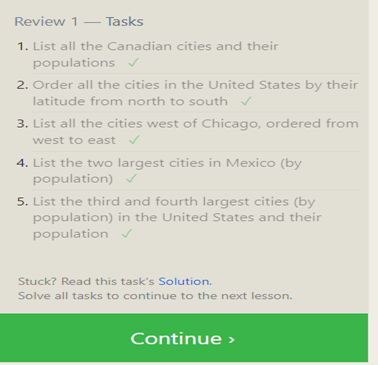 Review 1 — Tasks
1. List all the Canadian cities and their
populations ✓
2. Order all the cities in the United States by their
latitude from north to south ✓
3. List all the cities west of Chicago, ordered from
west to east ✓
4. List the two largest cities in Mexico (by
population) ✓
5. List the third and fourth largest cities (by
population) in the United States and their
population ✓
Stuck? Read this task's Solution.
Solve all tasks to continue to the next lesson.
Continue ›